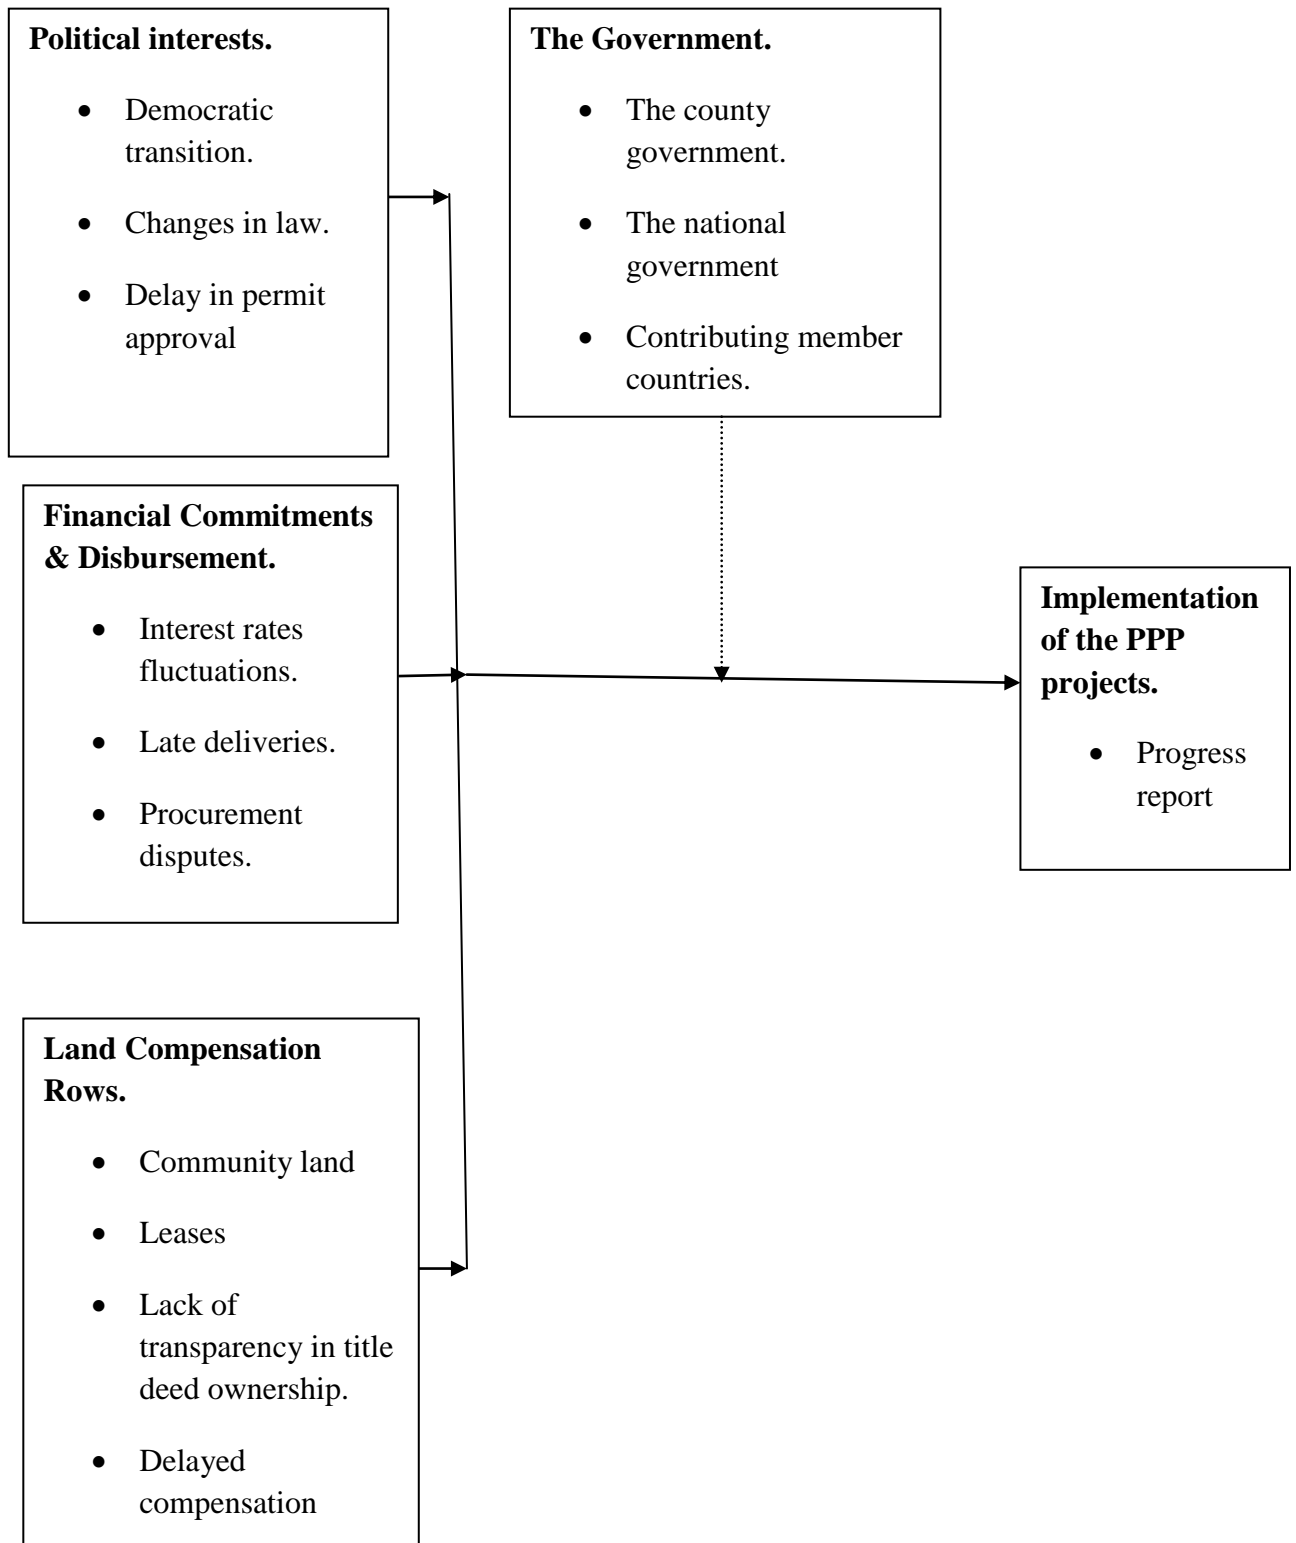 Political interests.
• Democratic
transition.
• Changes in law.
• Delay in permit
approval
The Government.
• The county
government.
• The national
government
• Contributing member
countries.
Financial Commitments
& Disbursement.
• Interest rates
fluctuations.
• Late deliveries.
• Procurement
disputes.
Implementation
of the PPP
projects.
• Progress
report
Land Compensation
Rows.
• Community land
• Leases
• Lack of
transparency in title
deed ownership.
• Delayed
compensation